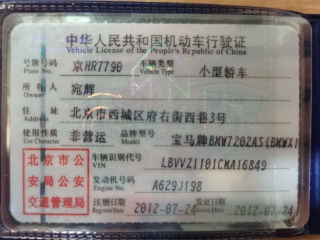 中华人民共和国机动车行驶证
Vehicle License of the People's Republic of China
号牌号码 京HR7790 车辆类型 小型轿车
Plate No. Vehicle Type
所有人 宛辉
Owner
住址 北京市西城区府右街西巷3号
Address
使用性质 非营运 品牌型号 宝马牌BMW7202AS(BMWX)
Use Character Model
北京市公安局公安交通管理局
车辆识别代号 LBVVZ1101CMA16849
VIN
发动机号码 A629J198
Engine No.
注册日期 2012-07-24 发证日期 2012-07-24
Register Date Issue Date